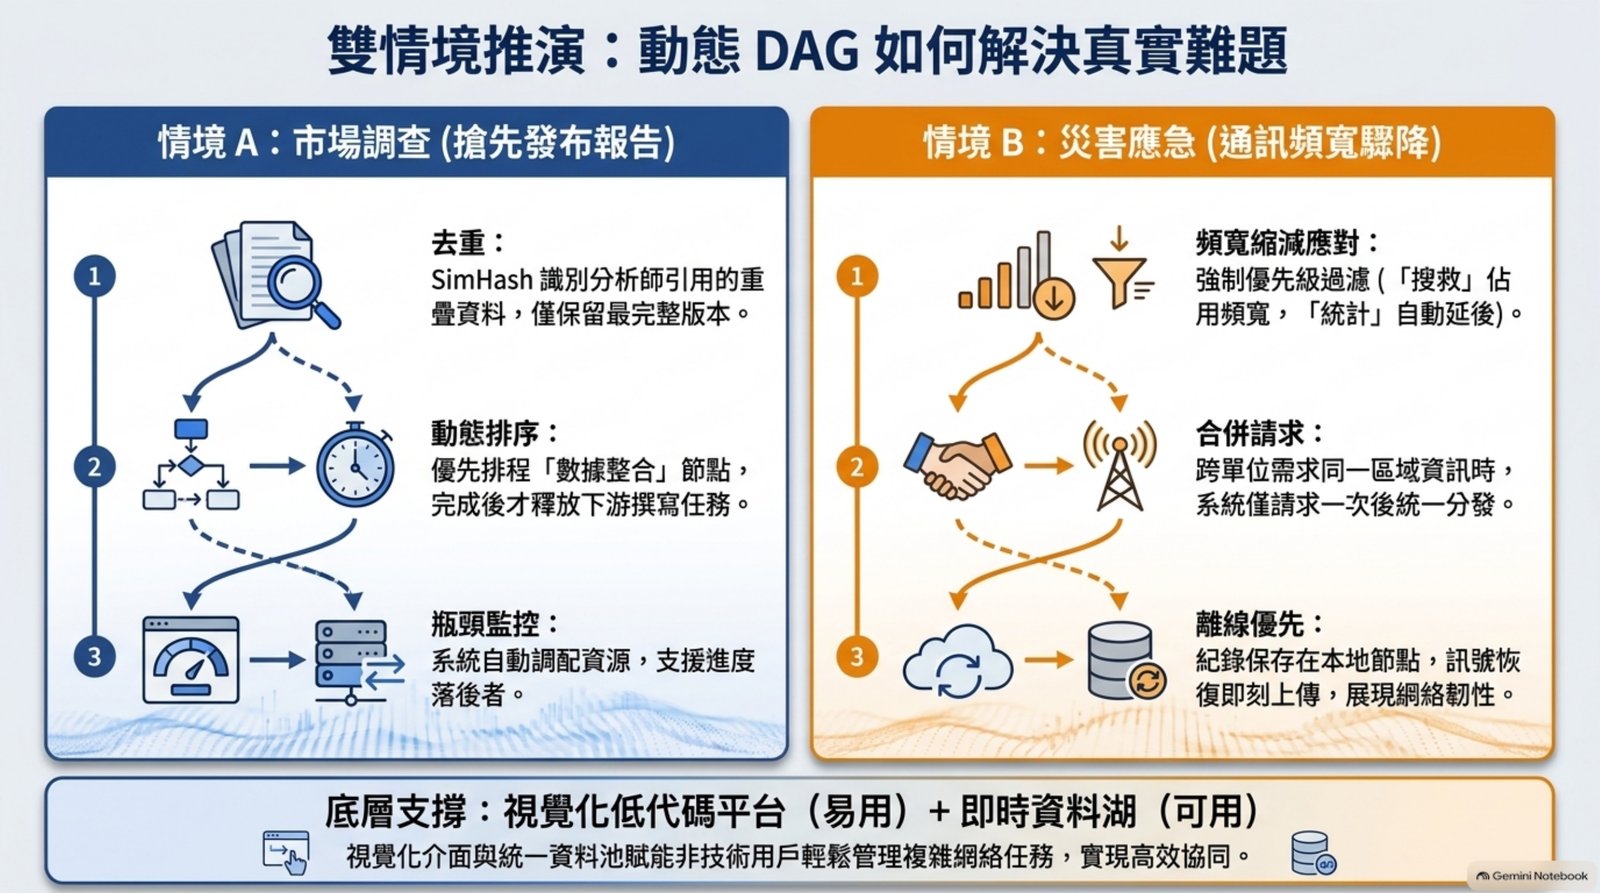 雙情境推演：動態 DAG 如何解決真實難題
情境 A：市場調查 (搶先發布報告)
1
去重：
SimHash 識別分析師引用的重
疊資料，僅保留最完整版本。
2
動態排序：
優先排程「數據整合」節點，
完成後才釋放下游撰寫任務。
3
瓶頸監控：
系統自動調配資源，支援進度
落後者。
情境 B：災害應急 (通訊頻寬驟降)
1
頻寬縮減應對：
強制優先級過濾 (「搜救」佔
用頻寬，「統計」自動延後)。
2
合併請求：
跨單位需求同一區域資訊時，
系統僅請求一次後統一分發。
3
離線優先：
紀錄保存在本地節點，訊號恢
復即刻上傳，展現網絡韌性。
底層支撐：視覺化低代碼平台（易用）+ 即時資料湖（可用）
視覺化介面與統一資料池賦能非技術用戶輕鬆管理複雜網絡任務，實現高效協同。
Gemini Notebook